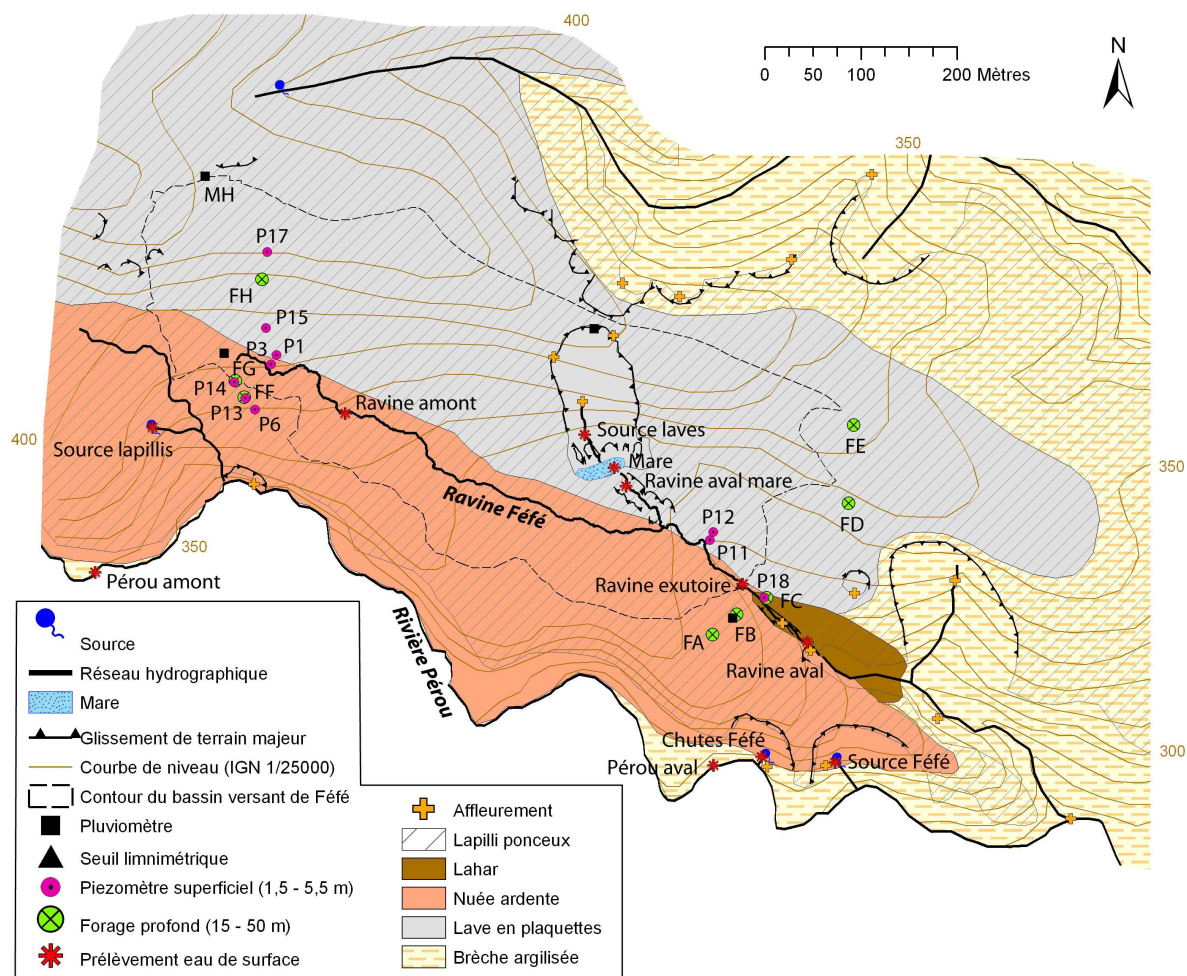 400
N
0 50 100 200 Mètres
350
MH
P17
FH
P15
P3
P1
FG
P14
FF
P13
P6
Ravine amont
400
Source lapillis
Source laves
Mare
Ravine aval mare
FE
350
FD
Ravine Féfé
P12
P11
350
Pérou amont
Ravine exutoire
P18
FC
FB
FA
Ravine aval
Rivière Pérou
Chutes Féfé
Pérou aval
Source Féfé
300
Source
Réseau hydrographique
Mare
Glissement de terrain majeur
Courbe de niveau (IGN 1/25000)
Contour du bassin versant de Féfé
Pluviomètre
Seuil limnimétrique
Piezomètre superficiel (1,5 - 5,5 m)
Forage profond (15 - 50 m)
Prélèvement eau de surface
Affleurement
Lapilli ponceux
Lahar
Nuée ardente
Lave en plaquettes
Brèche argilisée